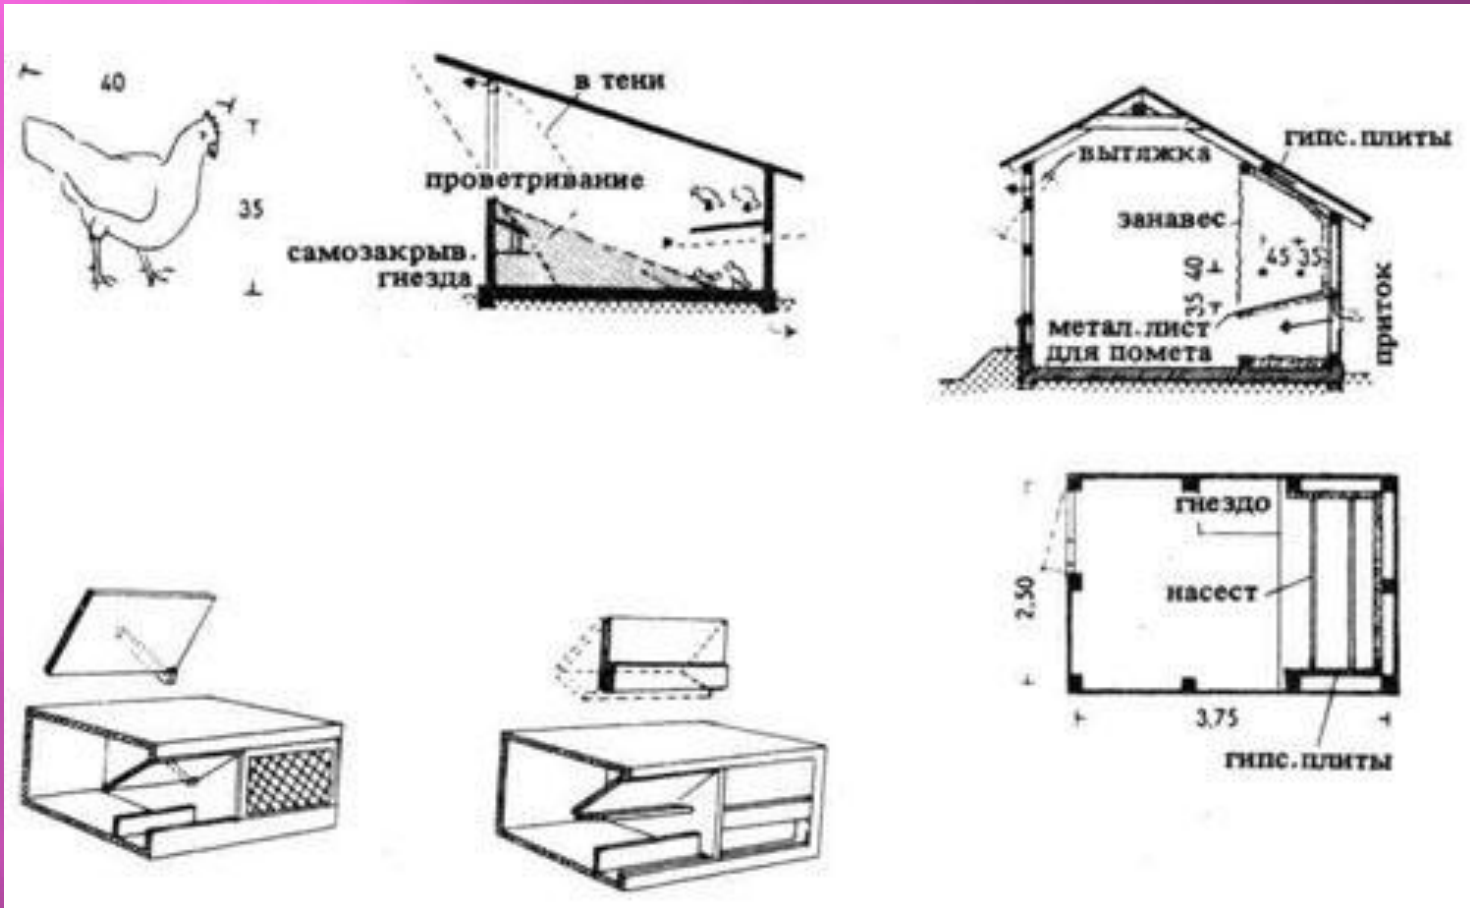 40
35
в тени
проветривание
самозакрыв.
гнезда
гипс.плиты
вытяжка
занавес
45 35
40
35
метал.лист
для помета
приток
гнездо
насест
2,50
3,75
гипс.плиты